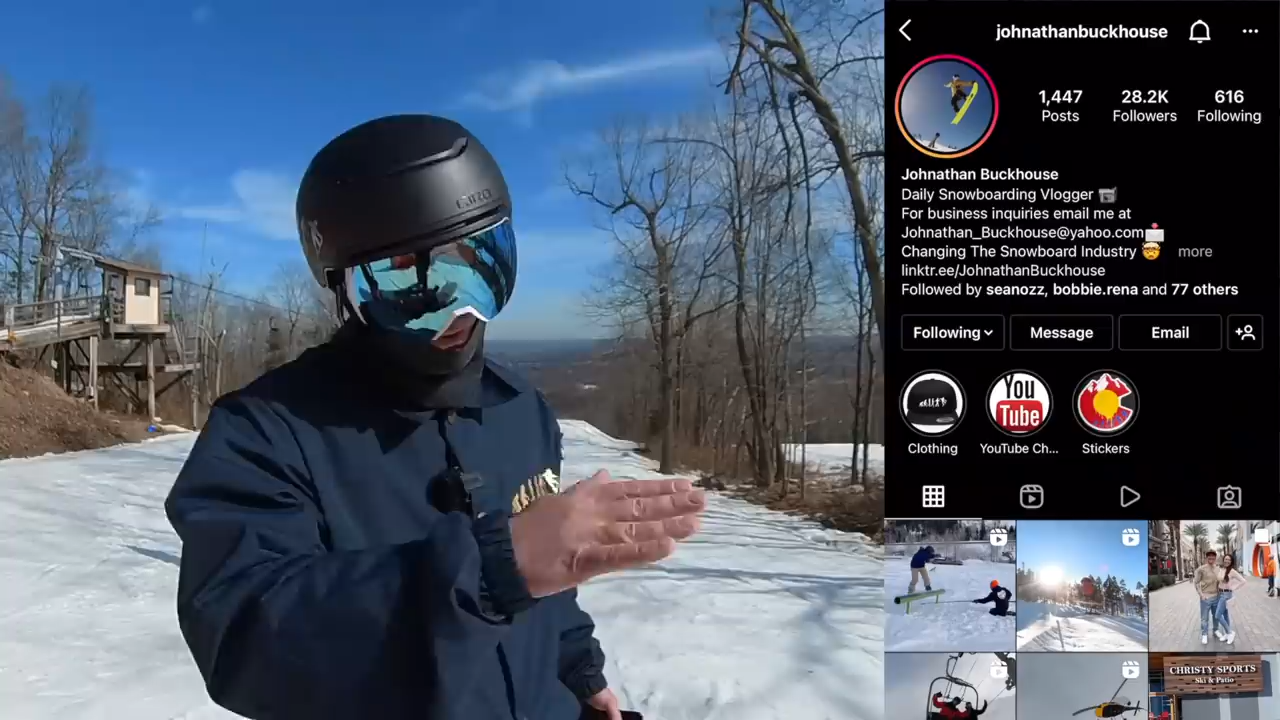 GIRO
johnathanbuckhouse
1,447
Posts
28.2K
Followers
616
Following
Johnathan Buckhouse
Daily Snowboarding Vlogger
For business inquiries email me at
Johnathan_Buckhouse@yahoo.com
Changing The Snowboard Industry 🤯 more
linktr.ee/JohnathanBuckhouse
Followed by seanozz, bobbie.rena and 77 others
Following
Message
Email
You
Tube
Clothing
YouTube Ch...
Stickers
CHRISTY SPORTS
Ski & Patio